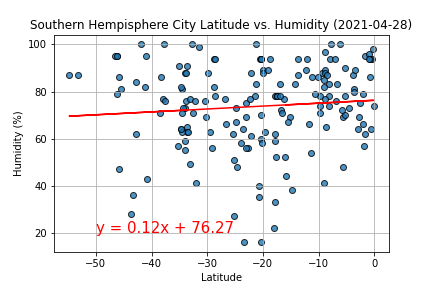 Southern Hempisphere City Latitude vs. Humidity (2021-04-28)
100
80
60
40
20
Humidity (%)
y = 0.12x + 76.27
−50
−40
−30
−20
−10
0
Latitude